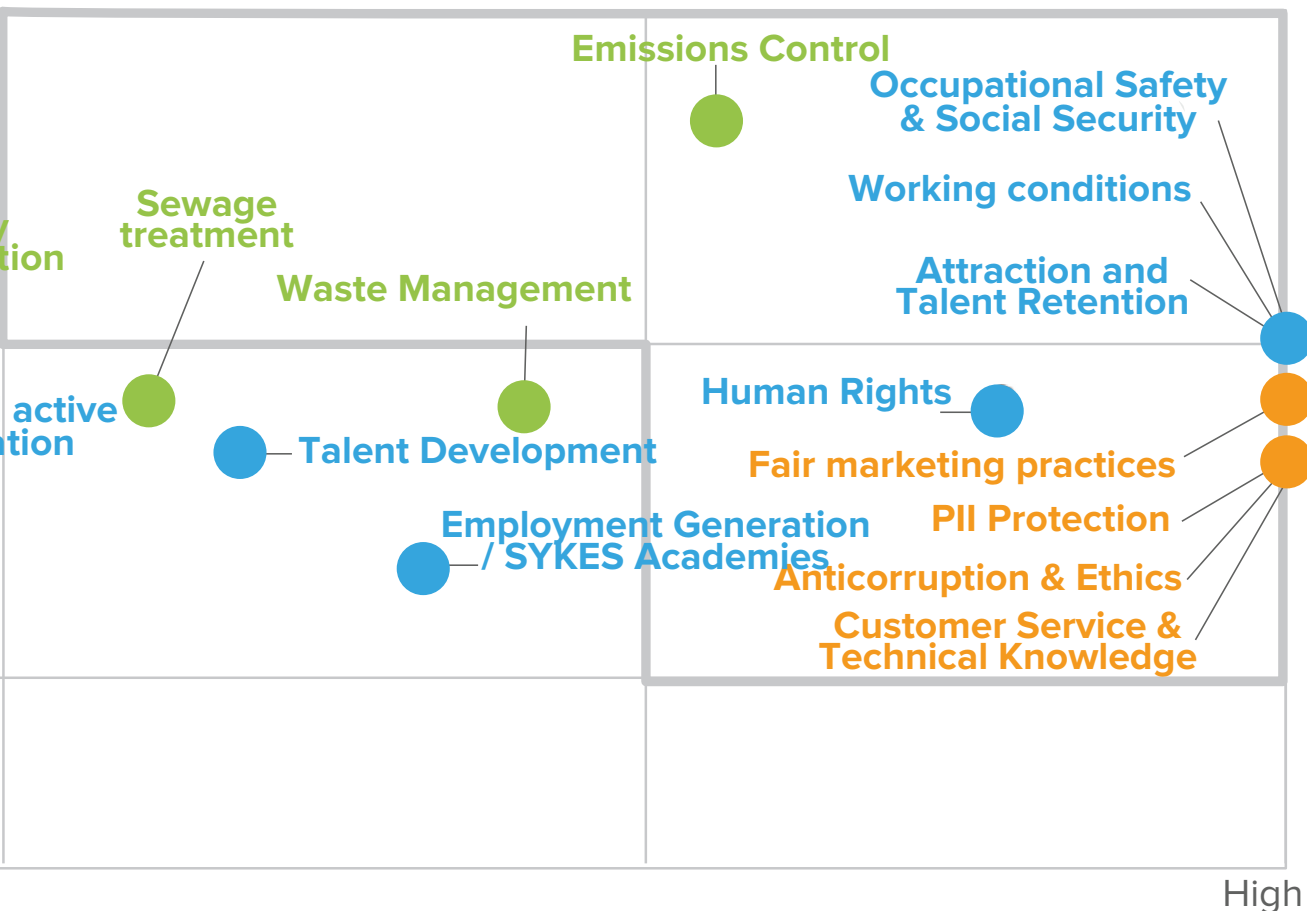 Emissions Control
Occupational Safety
& Social Security
Working conditions
Sewage
treatment
Attraction and
Talent Retention
Waste Management
Human Rights
active
Talent Development
Fair marketing practices
Employment Generation
/ SYKES Academies
PII Protection
Anticorruption & Ethics
Customer Service &
Technical Knowledge
High